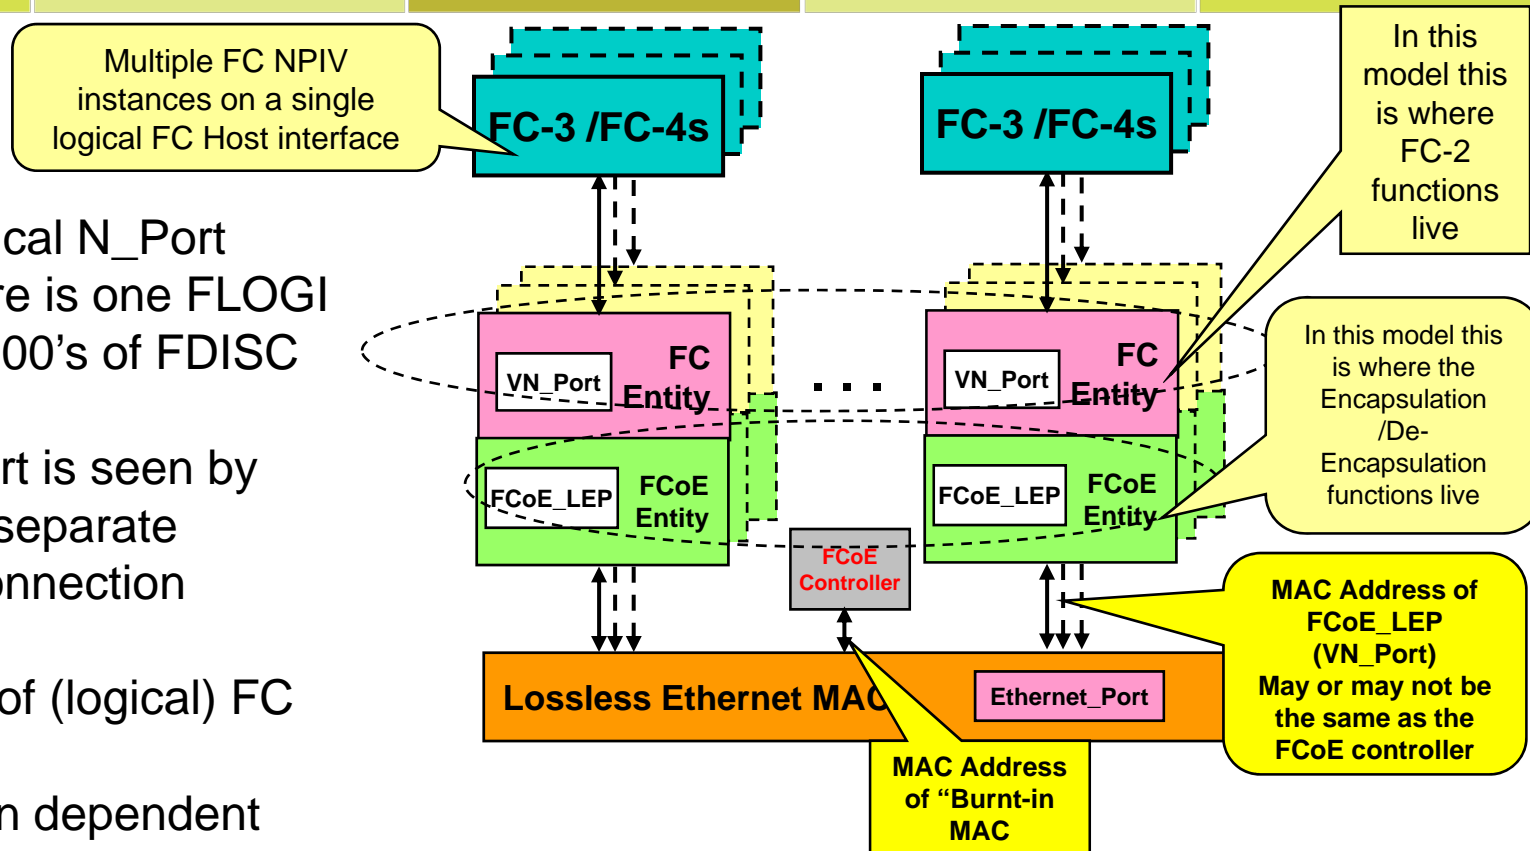 Multiple FC NPIV
instances on a single
logical FC Host interface
FC-3 /FC-4s
FC-3 /FC-4s
In this
model this
is where
FC-2
functions
live
cal N_Port
re is one FLOGI
00's of FDISC
rt is seen by
separate
onnection
of (logical) FC
n dependent
VN_Port
FC
Entity
. . .
VN_Port
FC
Entity
In this model this
is where the
Encapsulation
/De-
Encapsulation
functions live
FCoE_LEP
FCoE
Entity
FCoE_LEP
FCoE
Entity
FCoE
Controller
MAC Address of
FCoE_LEP
(VN_Port)
May or may not be
the same as the
FCoE controller
Lossless Ethernet MAC
Ethernet_Port
MAC Address
of “Burnt-in
MAC